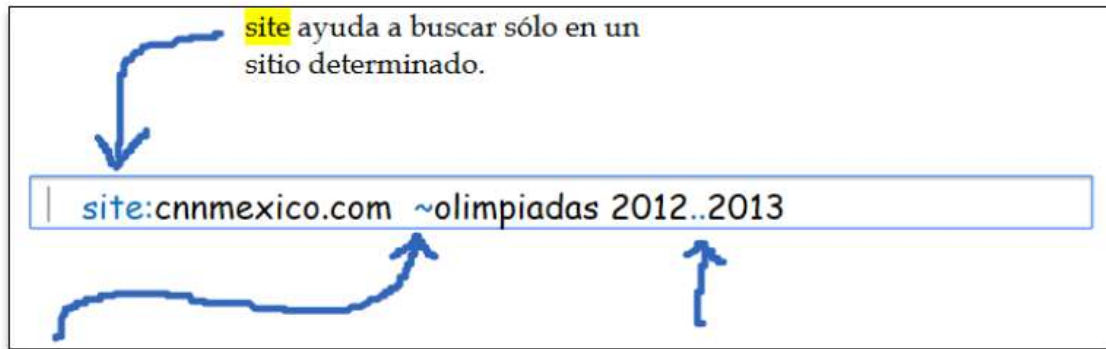 site ayuda a buscar sólo en un
sitio determinado.
site:cnnmexico.com ~olimpiadas 2012..2013